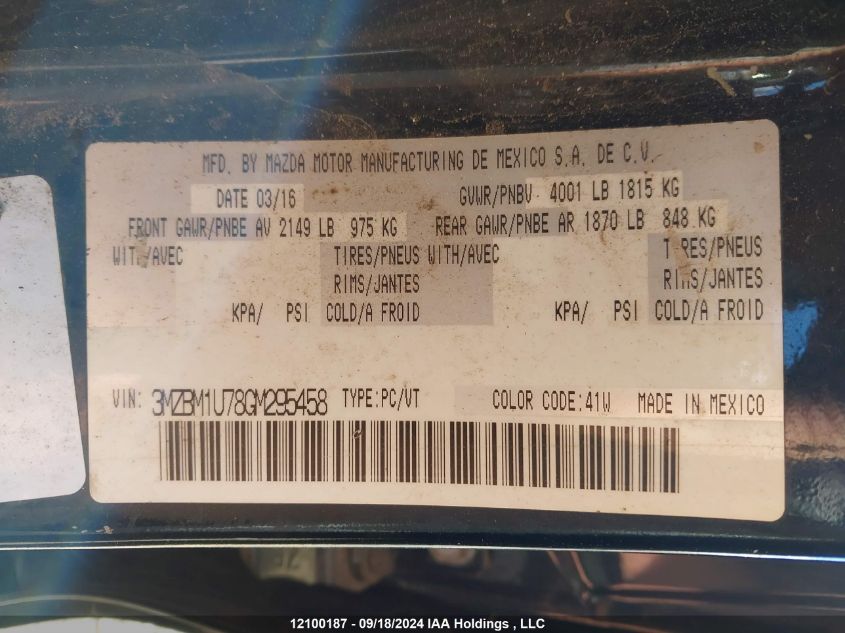 MFD. BY MAZDA MOTOR MANUFACTURING DE MEXICO S.A. DE C.V.
DATE 03/16 GVWR/PNBV 4001 LB 1815 KG
FRONT GAWR/PNBE AV 2149 LB 975 KG REAR GAWR/PNBE AR 1870 LB 848 KG
WITH/AVEC TIRES/PNEUS WITH/AVEC TIRES/PNEUS
RIMS/JANTES RIMS/JANTES
KPA/ PSI COLD/A FROID KPA/ PSI COLD/A FROID
VIN: 3MZBM1U78GM295458 TYPE:PC/VT COLOR CODE:41W MADE IN MEXICO
12100187 - 09/18/2024 IAA Holdings , LLC